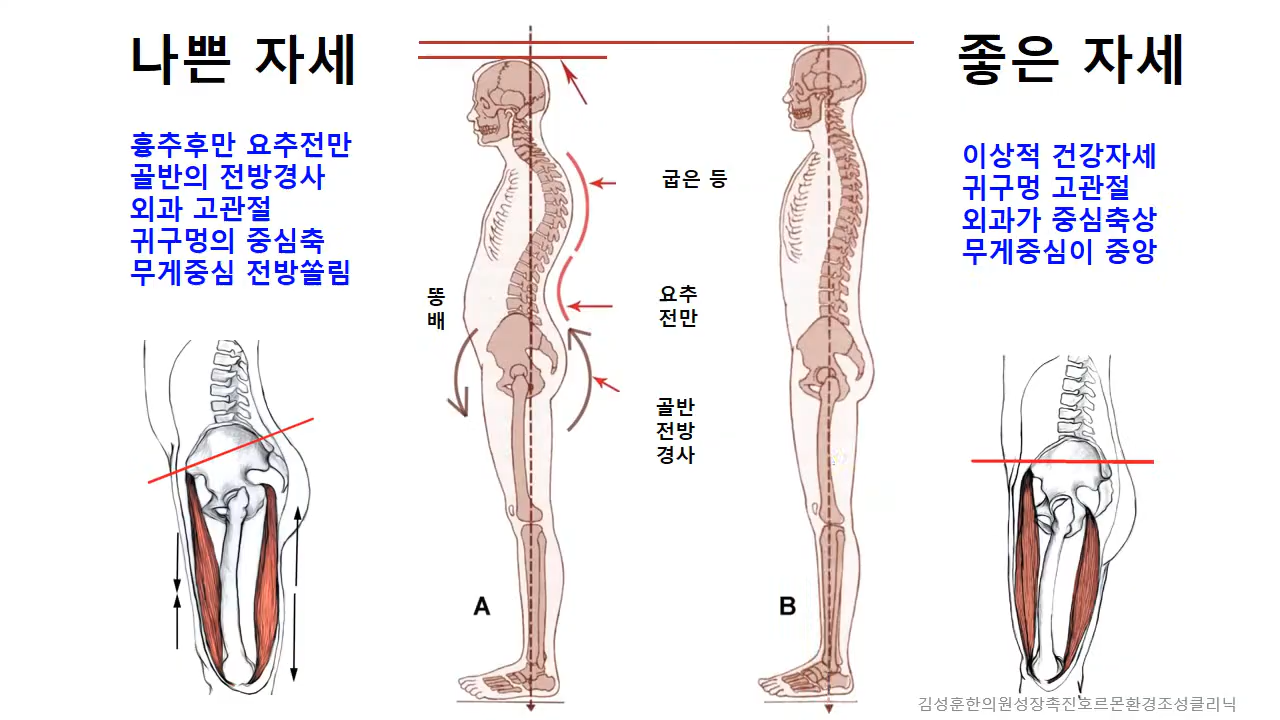 나쁜 자세
흉추후만 요추전만
골반의 전방경사
외과 고관절
귀구멍의 중심축
무게중심 전방쏠림
좋은 자세
이상적 건강자세
귀구멍 고관절
외과가 중심축상
무게중심이 중앙
굽은 등
똥
배
요추
전만
골반
전방
경사
A
B
김성훈한의원성장촉진호르몬환경조성클리닉